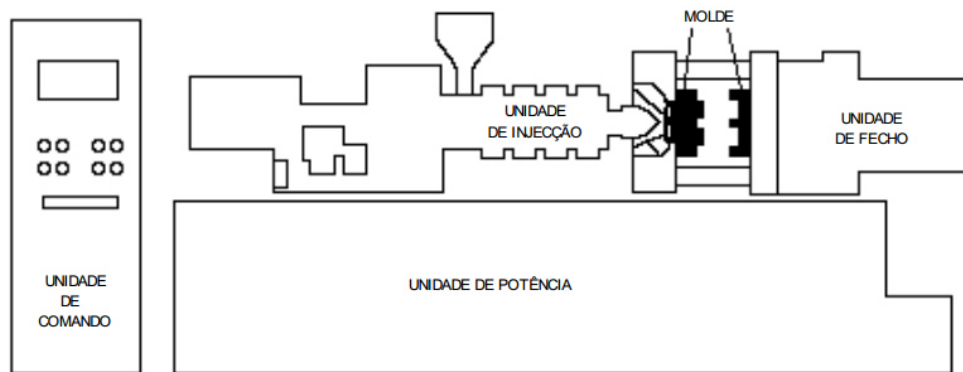 MOLDE
UNIDADE
DE INJECÇÃO
UNIDADE
DE FECHO
UNIDADE DE POTÊNCIA
UNIDADE
DE
COMANDO